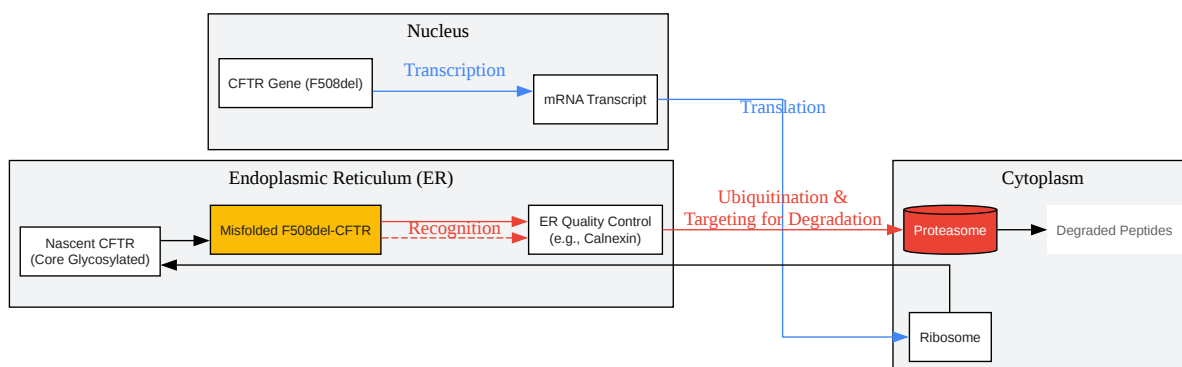 Nucleus
CFTR Gene (F508del)
Transcription
mRNA Transcript
Translation
Endoplasmic Reticulum (ER)
Nascent CFTR
(Core Glycosylated)
Misfolded F508del-CFTR
Recognition
ER Quality Control
(e.g., Calnexin)
Ubiquitination &
Targeting for Degradation
Cytoplasm
Proteasome
Degraded Peptides
Ribosome